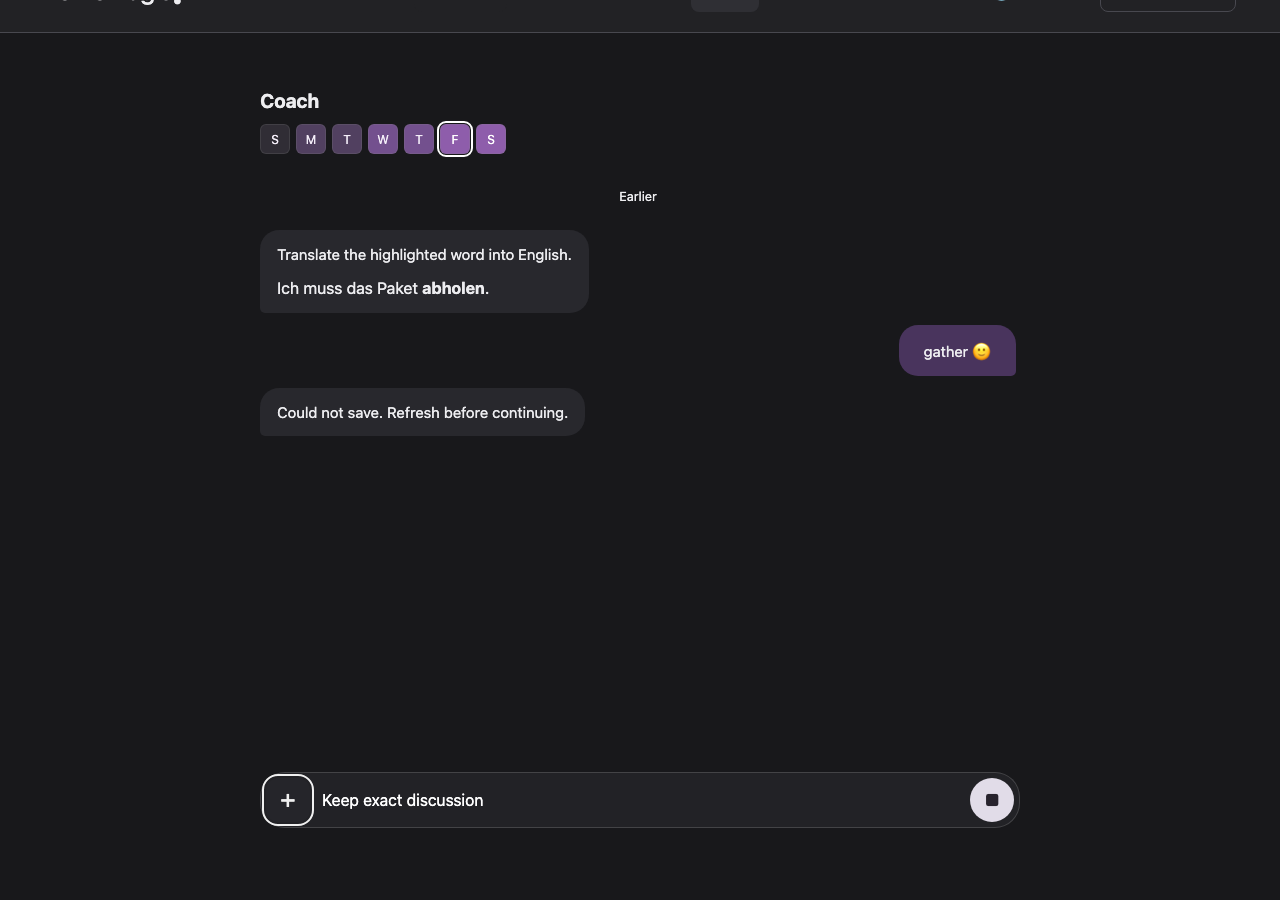 Coach
S M T W T F S
Earlier
Translate the highlighted word into English.
Ich muss das Paket abholen.
gather 🙂
Could not save. Refresh before continuing.
+ Keep exact discussion